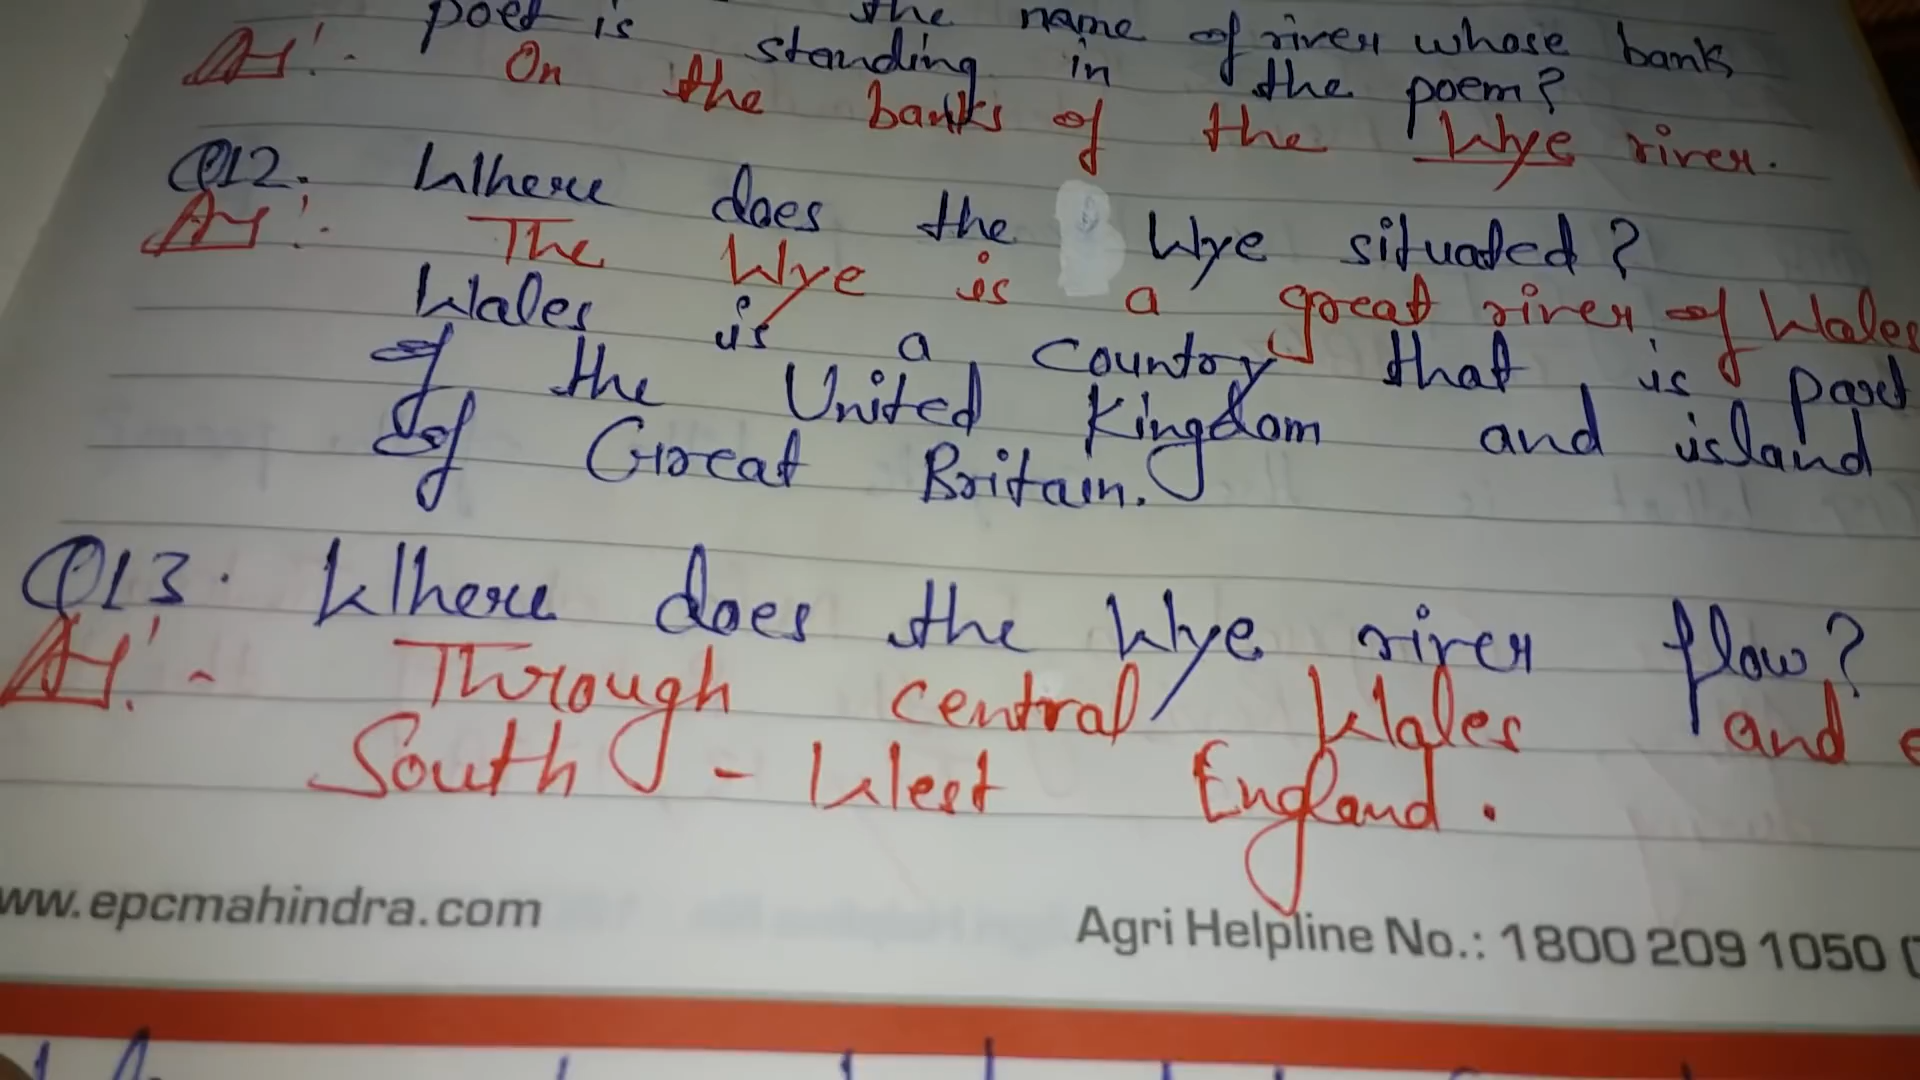 the name of river whose bank
poet is standing in the poem?
Ans:- On the banks of the Wye river.
Q12. Where does the Wye situated?
Ans:- The Wye is a great river of Wales
Wales is a country that is part
of the United Kingdom and island
of Great Britain.
Q13. Where does the Wye river flow?
Ans:- Through central Wales and
South-West England.
ww.epcmahindra.com
Agri Helpline No.: 1800 209 1050